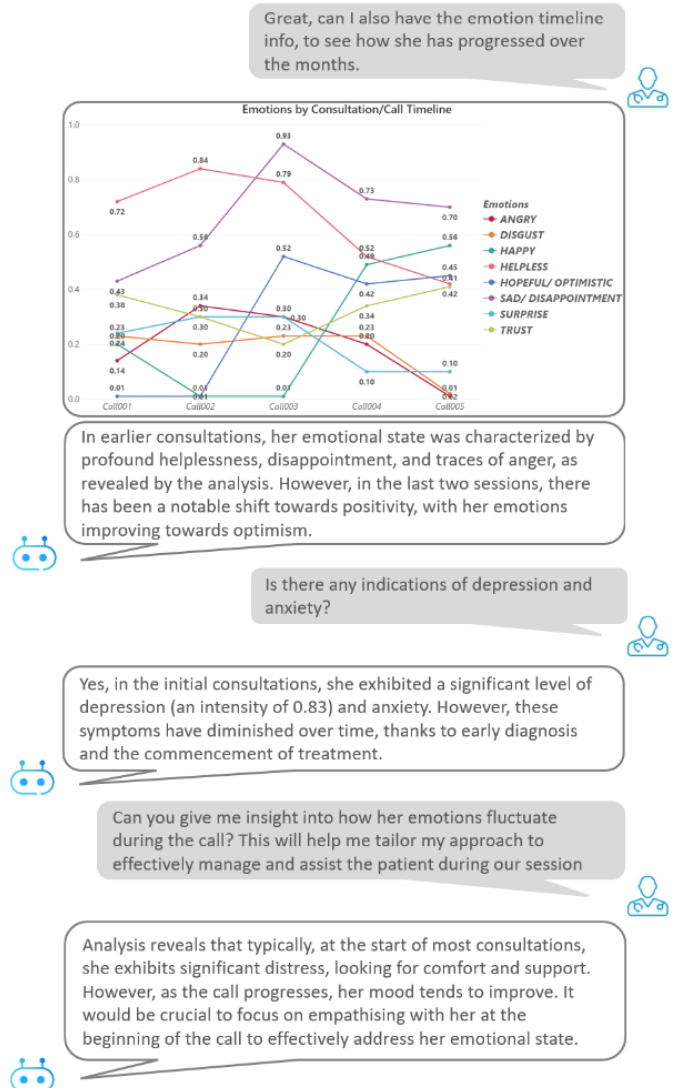 Great, can I also have the emotion timeline
info, to see how she has progressed over
the months.
Emotions by Consultation/Call Timeline
1.0
0.8
0.6
0.4
0.2
0.0
0.72
0.84
0.79
0.52
0.42
0.43
0.56
0.93
0.73
0.70
0.38
0.30
0.20
0.34
0.41
0.23
0.30
0.30
0.10
0.10
0.20
0.20
0.23
0.23
0.02
0.24
0.01
0.01
0.49
0.56
0.14
0.34
0.30
0.20
0.01
0.01
0.01
0.52
0.42
0.45
Call001
Call002
Call003
Call004
Call005
Emotions
ANGRY
DISGUST
HAPPY
HELPLESS
HOPEFUL/ OPTIMISTIC
SAD/ DISAPPOINTMENT
SURPRISE
TRUST
In earlier consultations, her emotional state was characterized by
profound helplessness, disappointment, and traces of anger, as
revealed by the analysis. However, in the last two sessions, there
has been a notable shift towards positivity, with her emotions
improving towards optimism.
Is there any indications of depression and
anxiety?
Yes, in the initial consultations, she exhibited a significant level of
depression (an intensity of 0.83) and anxiety. However, these
symptoms have diminished over time, thanks to early diagnosis
and the commencement of treatment.
Can you give me insight into how her emotions fluctuate
during the call? This will help me tailor my approach to
effectively manage and assist the patient during our session
Analysis reveals that typically, at the start of most consultations,
she exhibits significant distress, looking for comfort and support.
However, as the call progresses, her mood tends to improve. It
would be crucial to focus on empathising with her at the
beginning of the call to effectively address her emotional state.